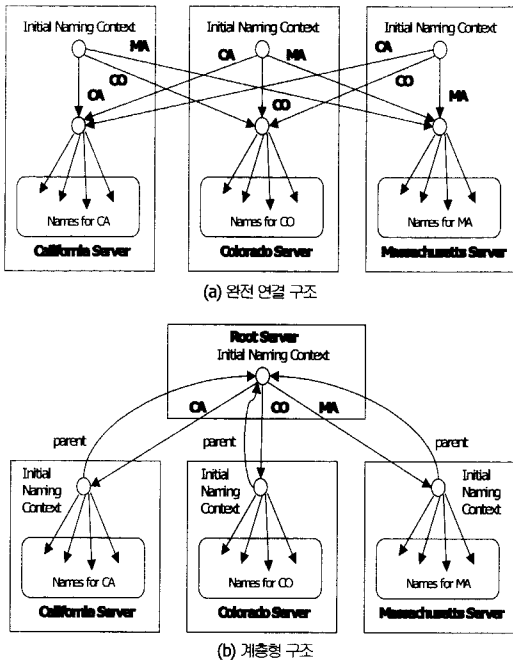 Initial Naming Context
MA
CO
CA
Names for CA
California Server
Initial Naming Context
CA
MA
CO
Names for CO
Colorado Server
Initial Naming Context
CA
CO
MA
Names for MA
Massachusetts Server
(a) 완전 연결 구조
Root Server
Initial Naming Context
CA
CO
MA
parent
parent
parent
Initial
Naming
Context
Names for CA
California Server
Initial
Naming
Context
Names for CO
Colorado Server
Initial
Naming
Context
Names for MA
Massachusetts Server
(b) 계층형 구조